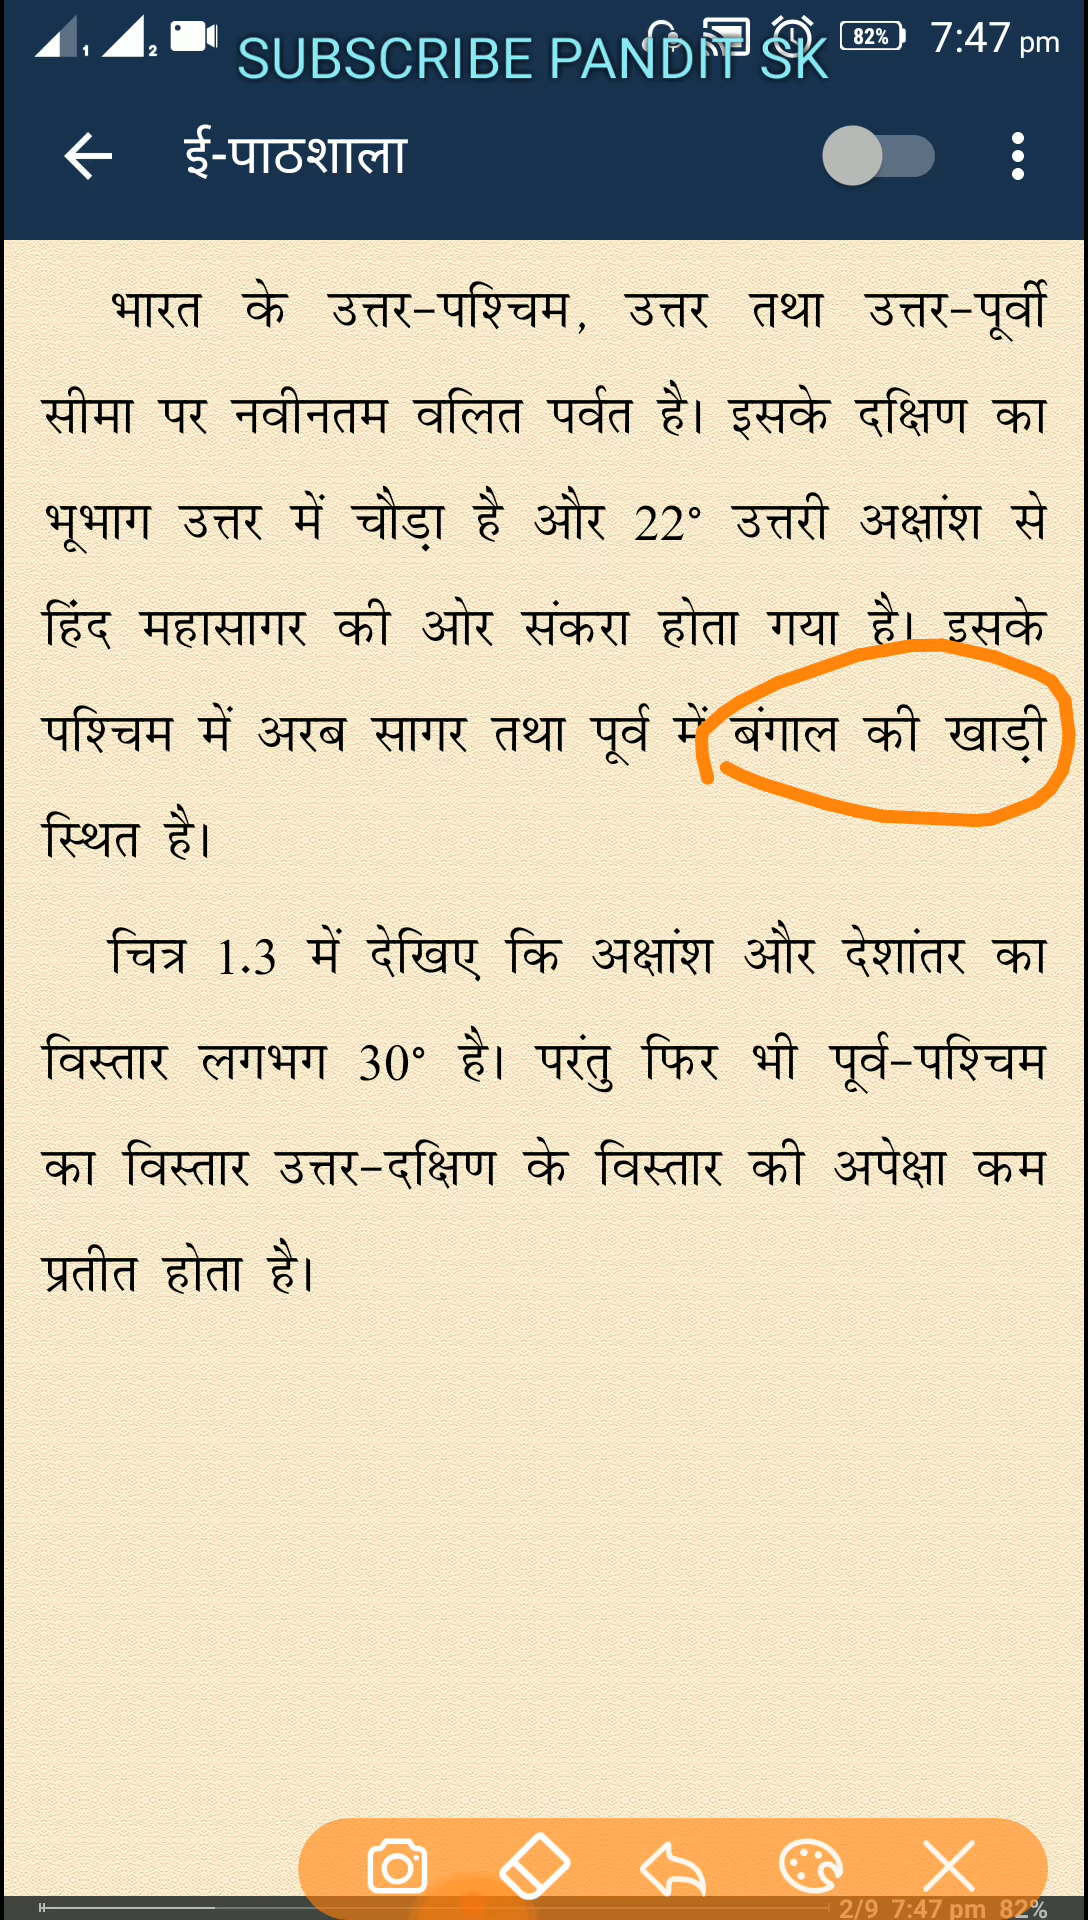 1 2 82% 7:47 pm
SUBSCRIBE PANDIT SK
ई-पाठशाला
भारत के उत्तर-पश्चिम, उत्तर तथा उत्तर-पूर्वी
सीमा पर नवीनतम वलित पर्वत है। इसके दक्षिण का
भूभाग उत्तर में चौड़ा है और 22° उत्तरी अक्षांश से
हिंद महासागर की ओर संकरा होता गया है। इसके
पश्चिम में अरब सागर तथा पूर्व में बंगाल की खाड़ी
स्थित है।
चित्र 1.3 में देखिए कि अक्षांश और देशांतर का
विस्तार लगभग 30° है। परंतु फिर भी पूर्व-पश्चिम
का विस्तार उत्तर-दक्षिण के विस्तार की अपेक्षा कम
प्रतीत होता है।
2/9 7:47 pm 82%